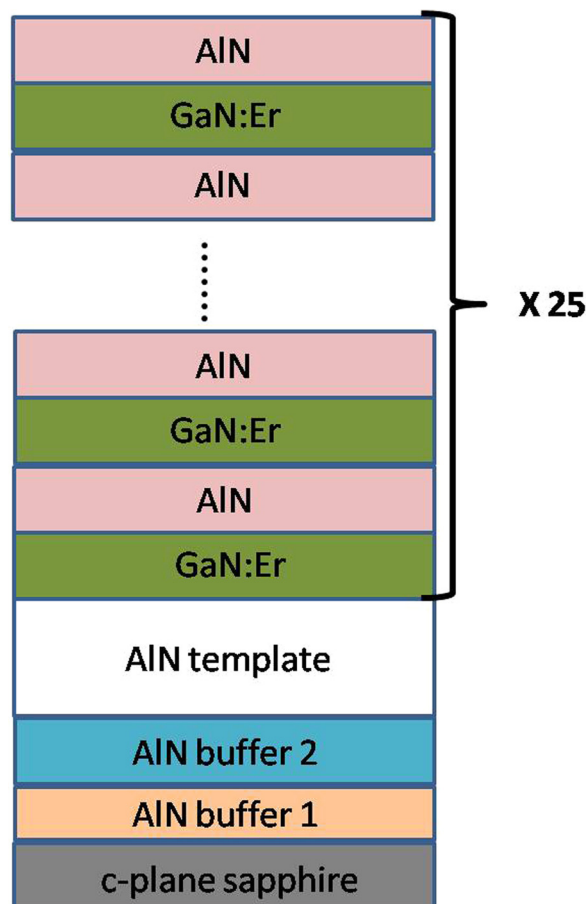 AlN
GaN:Er
AlN
X 25
AlN
GaN:Er
AlN
GaN:Er
AlN template
AlN buffer 2
AlN buffer 1
c-plane sapphire